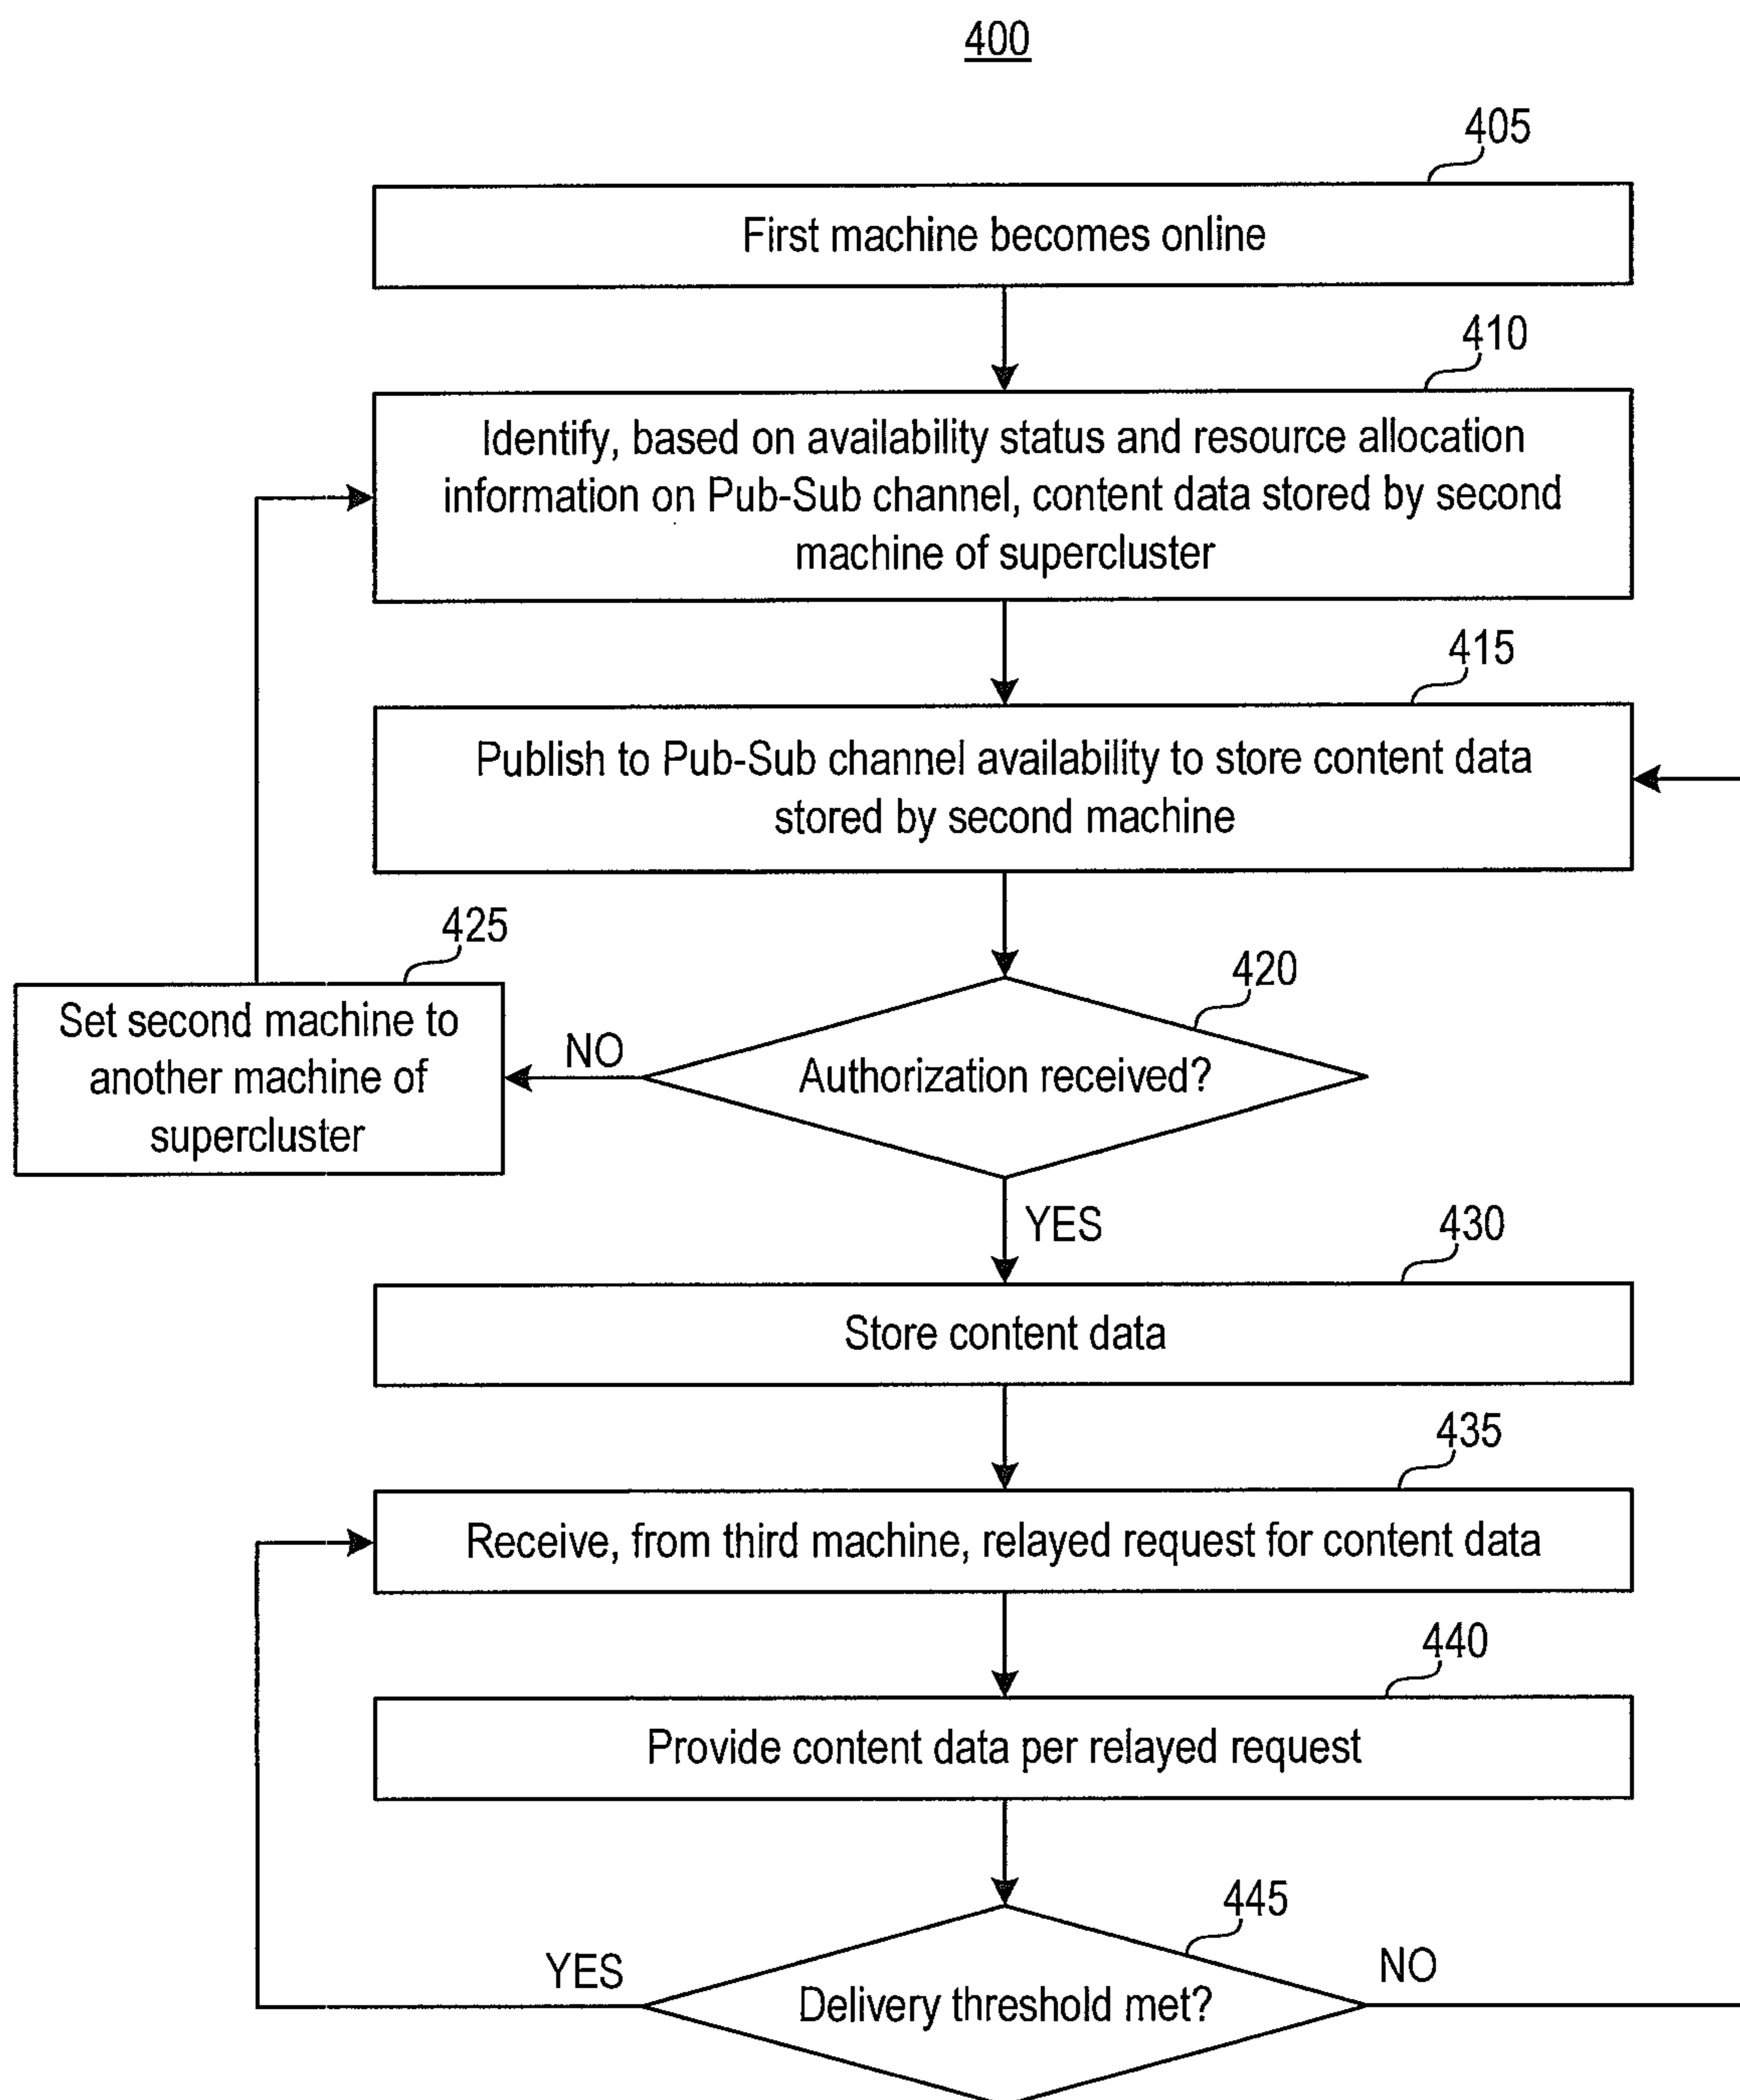 400
405
First machine becomes online
410
Identify, based on availability status and resource allocation
information on Pub-Sub channel, content data stored by second
machine of supercluster
415
Publish to Pub-Sub channel availability to store content data
stored by second machine
425
Set second machine to
another machine of
supercluster
NO
420
Authorization received?
YES
430
Store content data
435
Receive, from third machine, relayed request for content data
440
Provide content data per relayed request
445
YES
Delivery threshold met?
NO